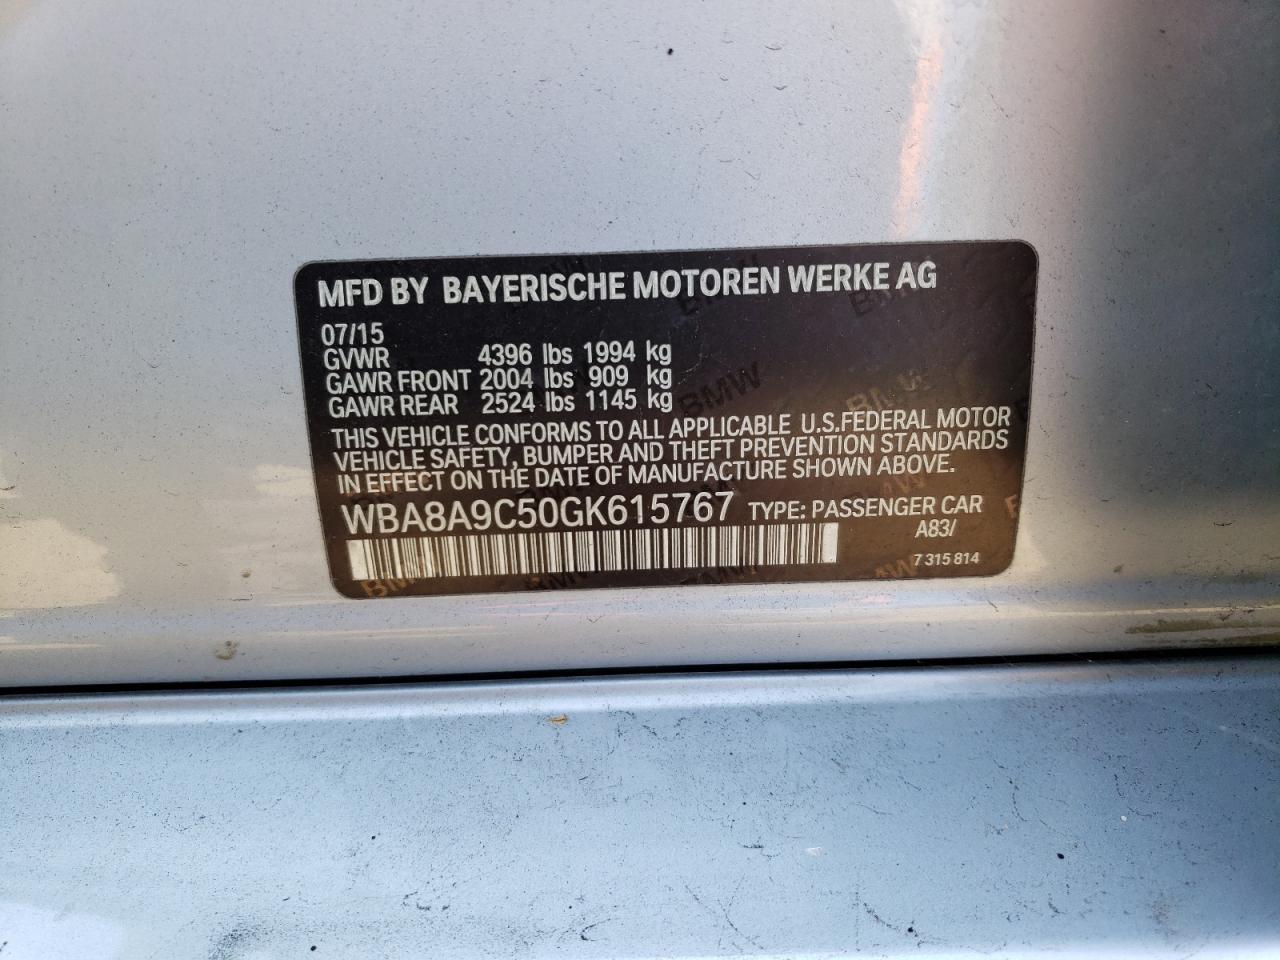 MFD BY BAYERISCHE MOTOREN WERKE AG
07/15
GVWR 4396 lbs 1994 kg
GAWR FRONT 2004 lbs 909 kg
GAWR REAR 2524 lbs 1145 kg
THIS VEHICLE CONFORMS TO ALL APPLICABLE U.S.FEDERAL MOTOR
VEHICLE SAFETY, BUMPER AND THEFT PREVENTION STANDARDS
IN EFFECT ON THE DATE OF MANUFACTURE SHOWN ABOVE.
WBA8A9C50GK615767 TYPE: PASSENGER CAR
A83/
7 315 814